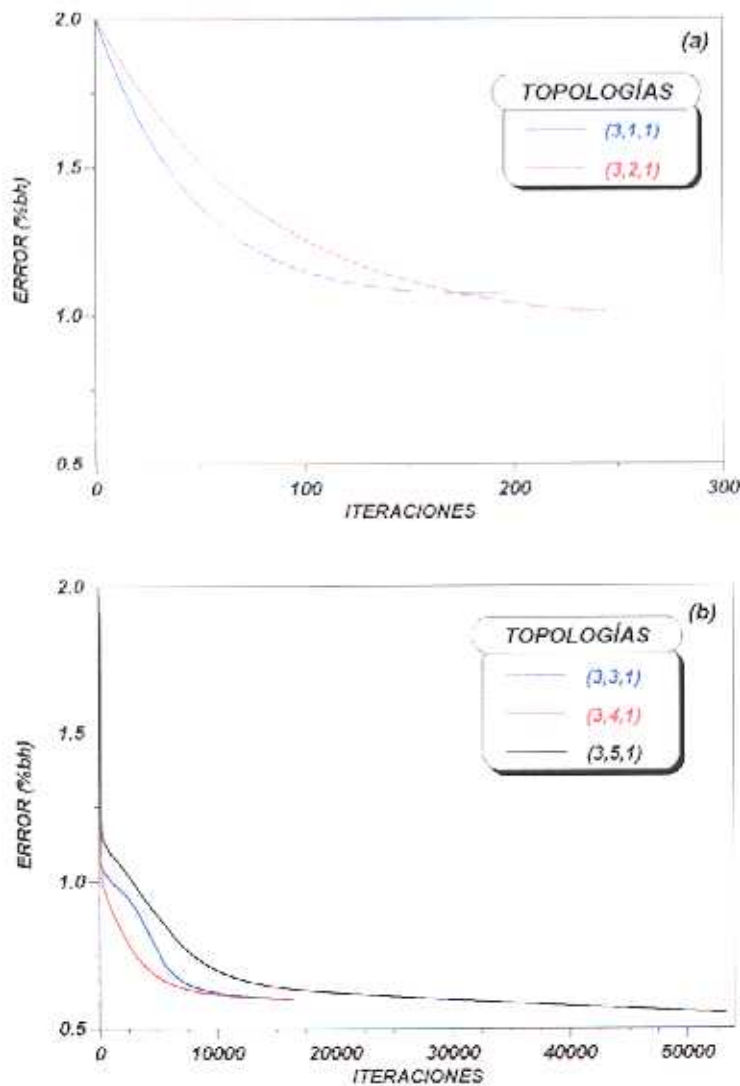 2.0
(a)
TOPOLOGÍAS
(3,1,1)
(3,2,1)
1.5
ERROR (%bh)
1.0
0.5
0
100
200
300
ITERACIONES
2.0
(b)
TOPOLOGÍAS
(3,3,1)
(3,4,1)
(3,5,1)
1.5
ERROR (%bh)
1.0
0.5
0
10000
20000
30000
40000
50000
ITERACIONES